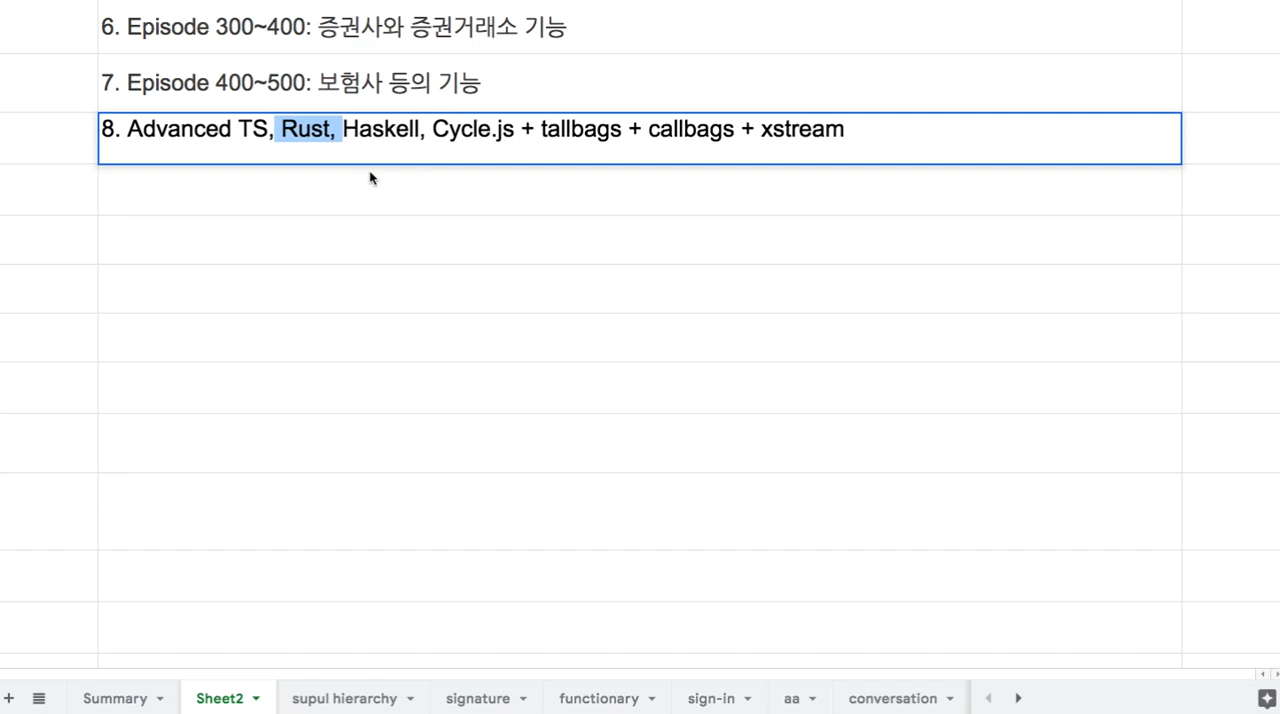 6. Episode 300~400: 증권사와 증권거래소 기능
7. Episode 400~500: 보험사 등의 기능
8. Advanced TS, Rust, Haskell, Cycle.js + tallbags + callbags + xstream
+ Summary Sheet2 supul hierarchy signature functionary sign-in aa conversation